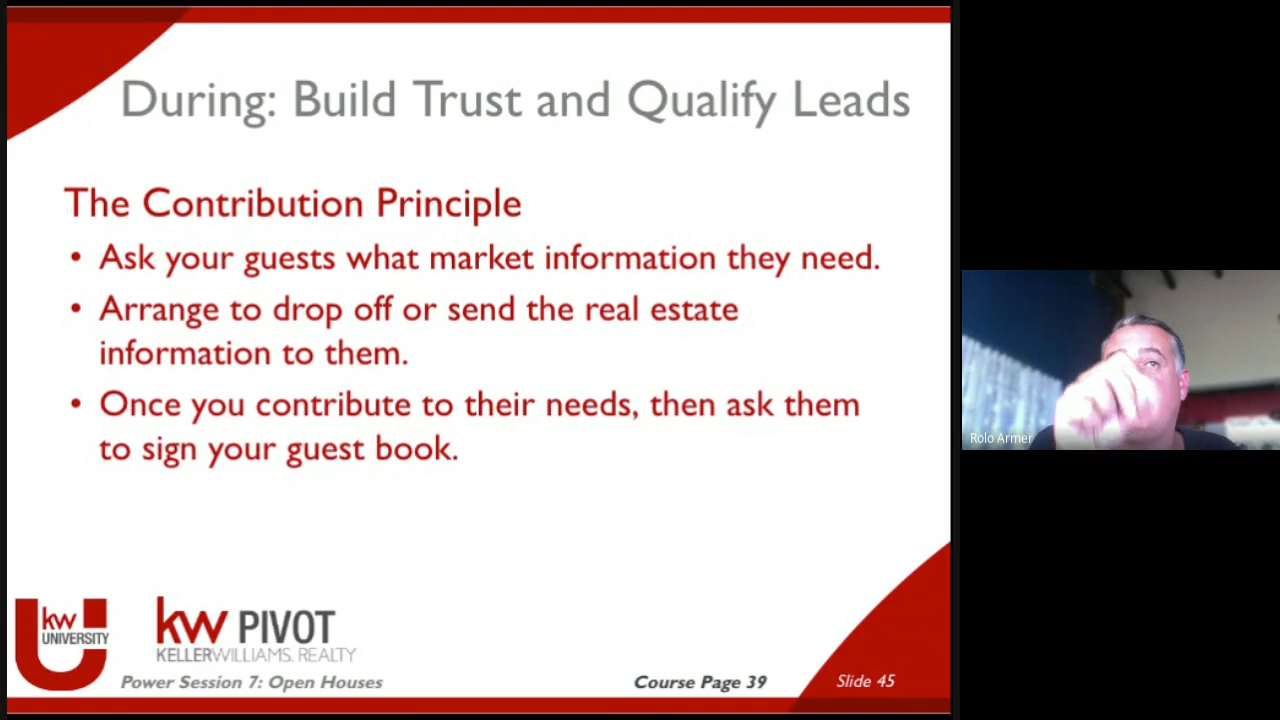 During: Build Trust and Qualify Leads
The Contribution Principle
• Ask your guests what market information they need.
• Arrange to drop off or send the real estate
information to them.
• Once you contribute to their needs, then ask them
to sign your guest book.
kw
UNIVERSITY
kw PIVOT
KELLERWILLIAMS. REALTY
Power Session 7: Open Houses
Course Page 39
Slide 45
Rolo Armer